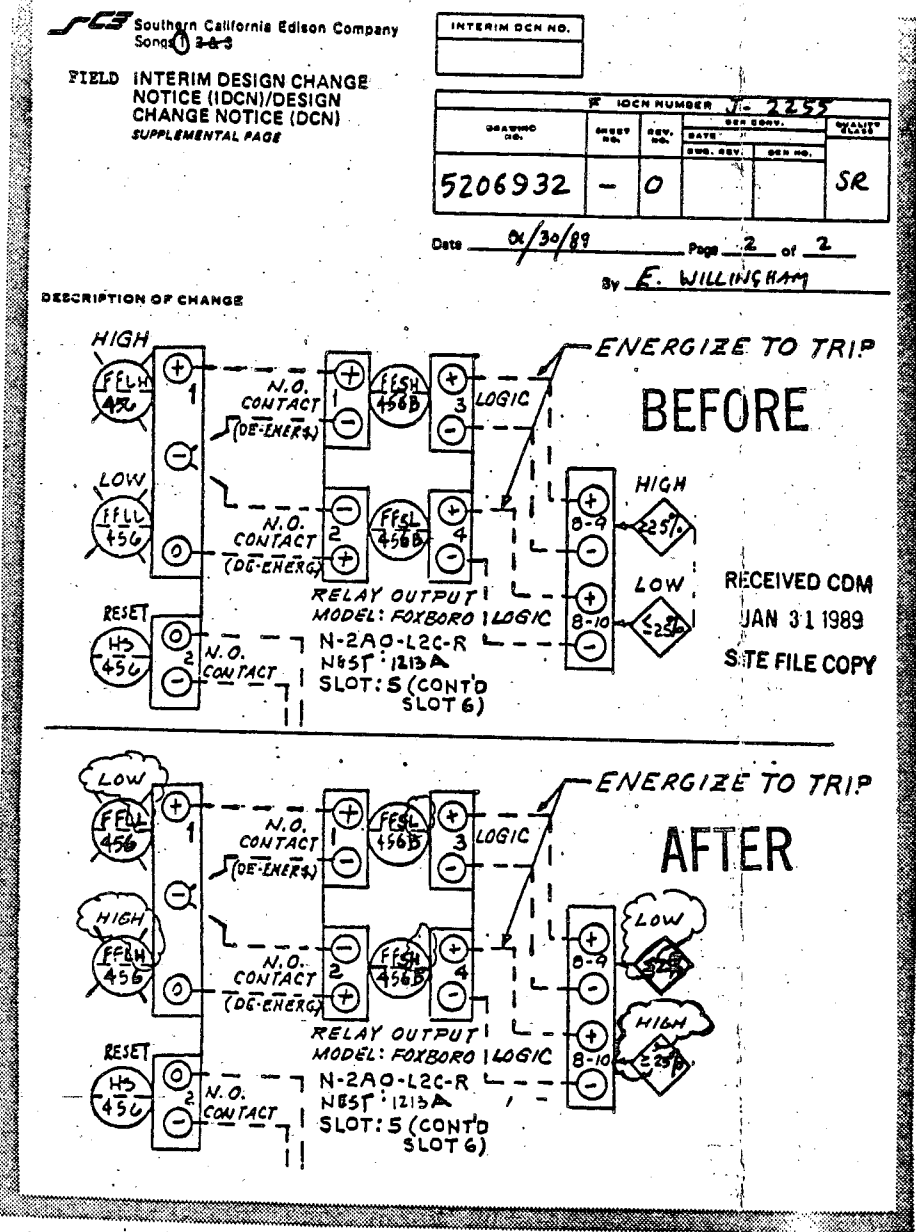 SCE Southern California Edison Company
Songs 1 2 & 3
FIELD INTERIM DESIGN CHANGE
NOTICE (IDCN)/DESIGN
CHANGE NOTICE (DCN)
SUPPLEMENTAL PAGE
INTERIM DCN NO.
F IDCN NUMBER J-2255
DRAWING NO. SHEET NO. REV. NO. DATE DWG. REV. DCN NO. QUALITY CLASS
5206932 - 0 SR
Date /30/89 Page 2 of 2
By E. WILLINGHAM
DESCRIPTION OF CHANGE
HIGH
FFLH
456
+
1
−
0
LOW
FFLL
456
RESET
HS
456
0
2
−
N.O.
CONTACT
N.O.
CONTACT
(DE-ENERG)
+
1
−
FFSH
456B
+
3
−
LOGIC
N.O.
CONTACT
(DE-ENERG)
−
2
+
FFSL
456B
+
4
−
LOGIC
RELAY OUTPUT
MODEL: FOXBORO
N-2AO-L2C-R
NEST: 1213A
SLOT: 5 (CONT'D
SLOT 6)
ENERGIZE TO TRIP
BEFORE
+
8-9
−
+
8-10
−
HIGH
≥25%
LOW
≤25%
RECEIVED CDM
JAN 31 1989
SITE FILE COPY
LOW
FFLL
456
+
1
−
0
HIGH
FFLH
456
RESET
HS
456
0
2
−
N.O.
CONTACT
N.O.
CONTACT
(DE-ENERG)
+
1
−
FFSL
456B
+
3
−
LOGIC
N.O.
CONTACT
(DE-ENERG)
−
2
+
FFSH
456B
+
4
−
LOGIC
RELAY OUTPUT
MODEL: FOXBORO
N-2AO-L2C-R
NEST: 1213A
SLOT: 5 (CONT'D
SLOT 6)
ENERGIZE TO TRIP
AFTER
+
8-9
−
+
8-10
−
LOW
HIGH
≥25%